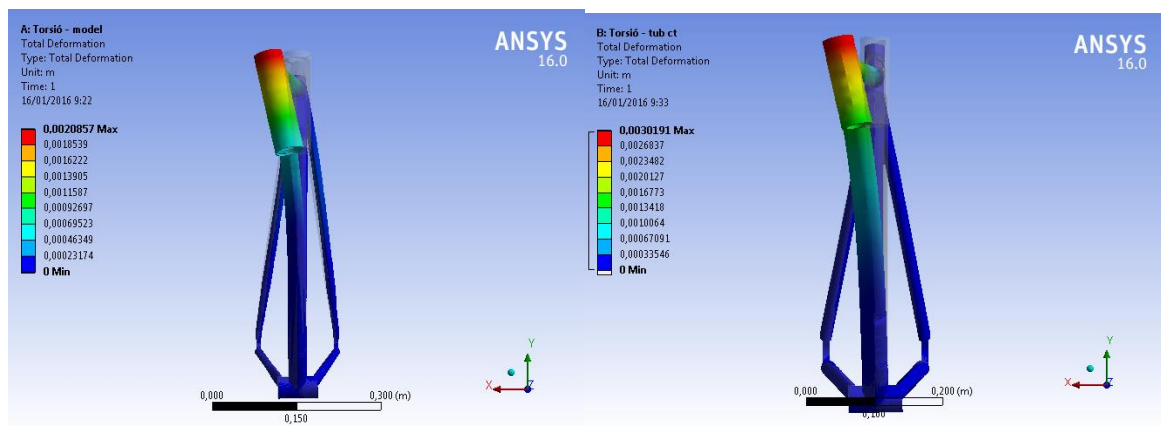 A: Torsió - model
Total Deformation
Type: Total Deformation
Unit: m
Time: 1
16/01/2016 9:22
0,0020857 Max
0,0018539
0,0016222
0,0013905
0,0011587
0,00092697
0,00069523
0,00046349
0,00023174
0 Min
ANSYS
16.0
Y
X
Z
0,000
0,300 (m)
0,150
B: Torsió - tub ct
Total Deformation
Type: Total Deformation
Unit: m
Time: 1
16/01/2016 9:33
0,0030191 Max
0,0026837
0,0023482
0,0020127
0,0016773
0,0013418
0,0010064
0,00067091
0,00033546
0 Min
ANSYS
16.0
Y
X
Z
0,000
0,200 (m)
0,100